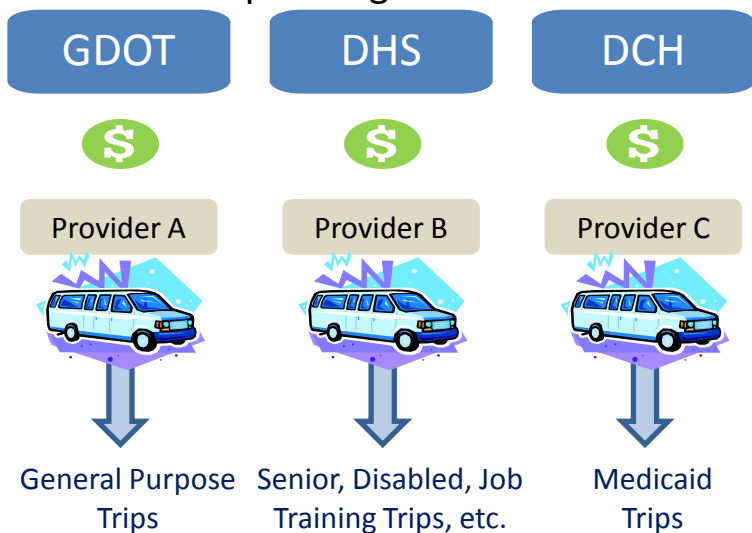 GDOT DHS DCH
$ $ $
Provider A Provider B Provider C
General Purpose Senior, Disabled, Job Medicaid
Trips Training Trips, etc. Trips